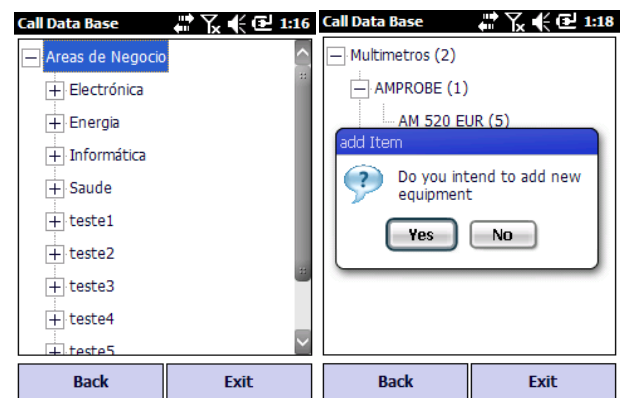 Call Data Base 1:16
Areas de Negocio
Electrónica
Energia
Informática
Saude
teste1
teste2
teste3
teste4
teste5
Back Exit
Call Data Base 1:18
Multimetros (2)
AMPROBE (1)
AM 520 EUR (5)
add Item
Do you intend to add new
equipment
Yes No
Back Exit